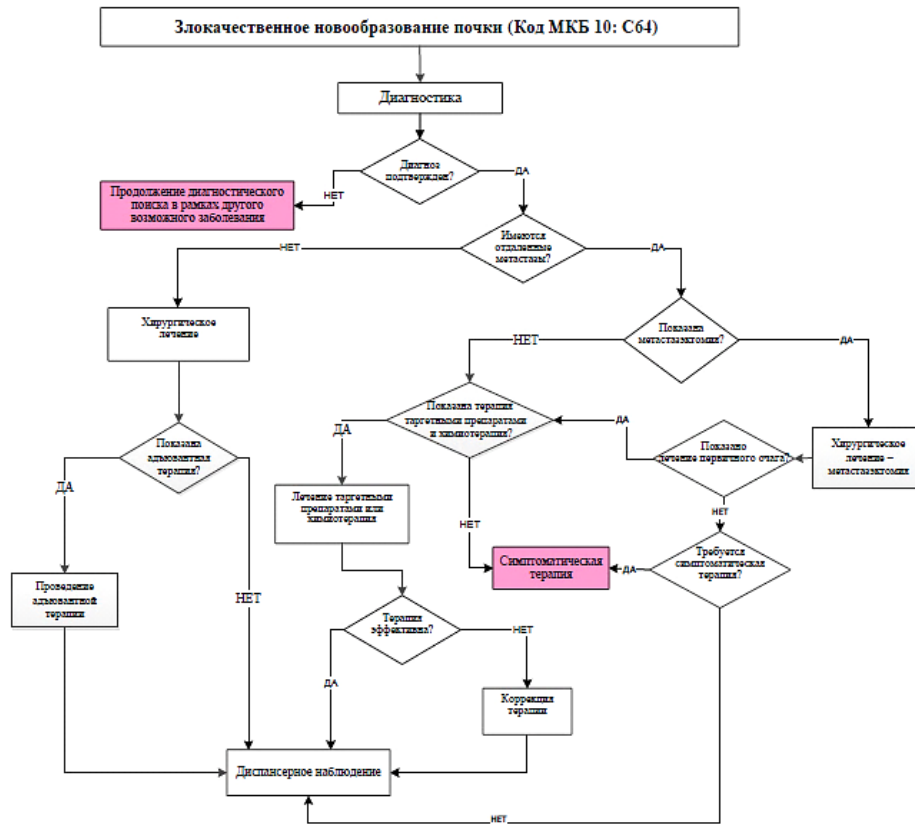 Злокачественное новообразование почки (Код МКБ 10: С64)
Диагностика
Диагноз
подтвержден?
НЕТ
ДА
Продолжение диагностического
поиска в рамках другого
возможного заболевания
Имеются
отдаленные
метастазы?
НЕТ
ДА
Хирургическое
лечение
Показана
метастазэктомия?
НЕТ
ДА
Показана терапия
таргетными препаратами
и химиотерапия?
ДА
ДА
Показано
лечение первичного очага?
Хирургическое
лечение –
метастазэктомия
Показана
адъювантная
терапия?
ДА
Лечение таргетными
препаратами или
химиотерапия
НЕТ
НЕТ
Симптоматическая
терапия
ДА
Требуется
симптоматическая
терапия?
Проведение
адъювантной
терапии
НЕТ
Терапия
эффективна?
НЕТ
ДА
Коррекция
терапии
Диспансерное наблюдение
НЕТ